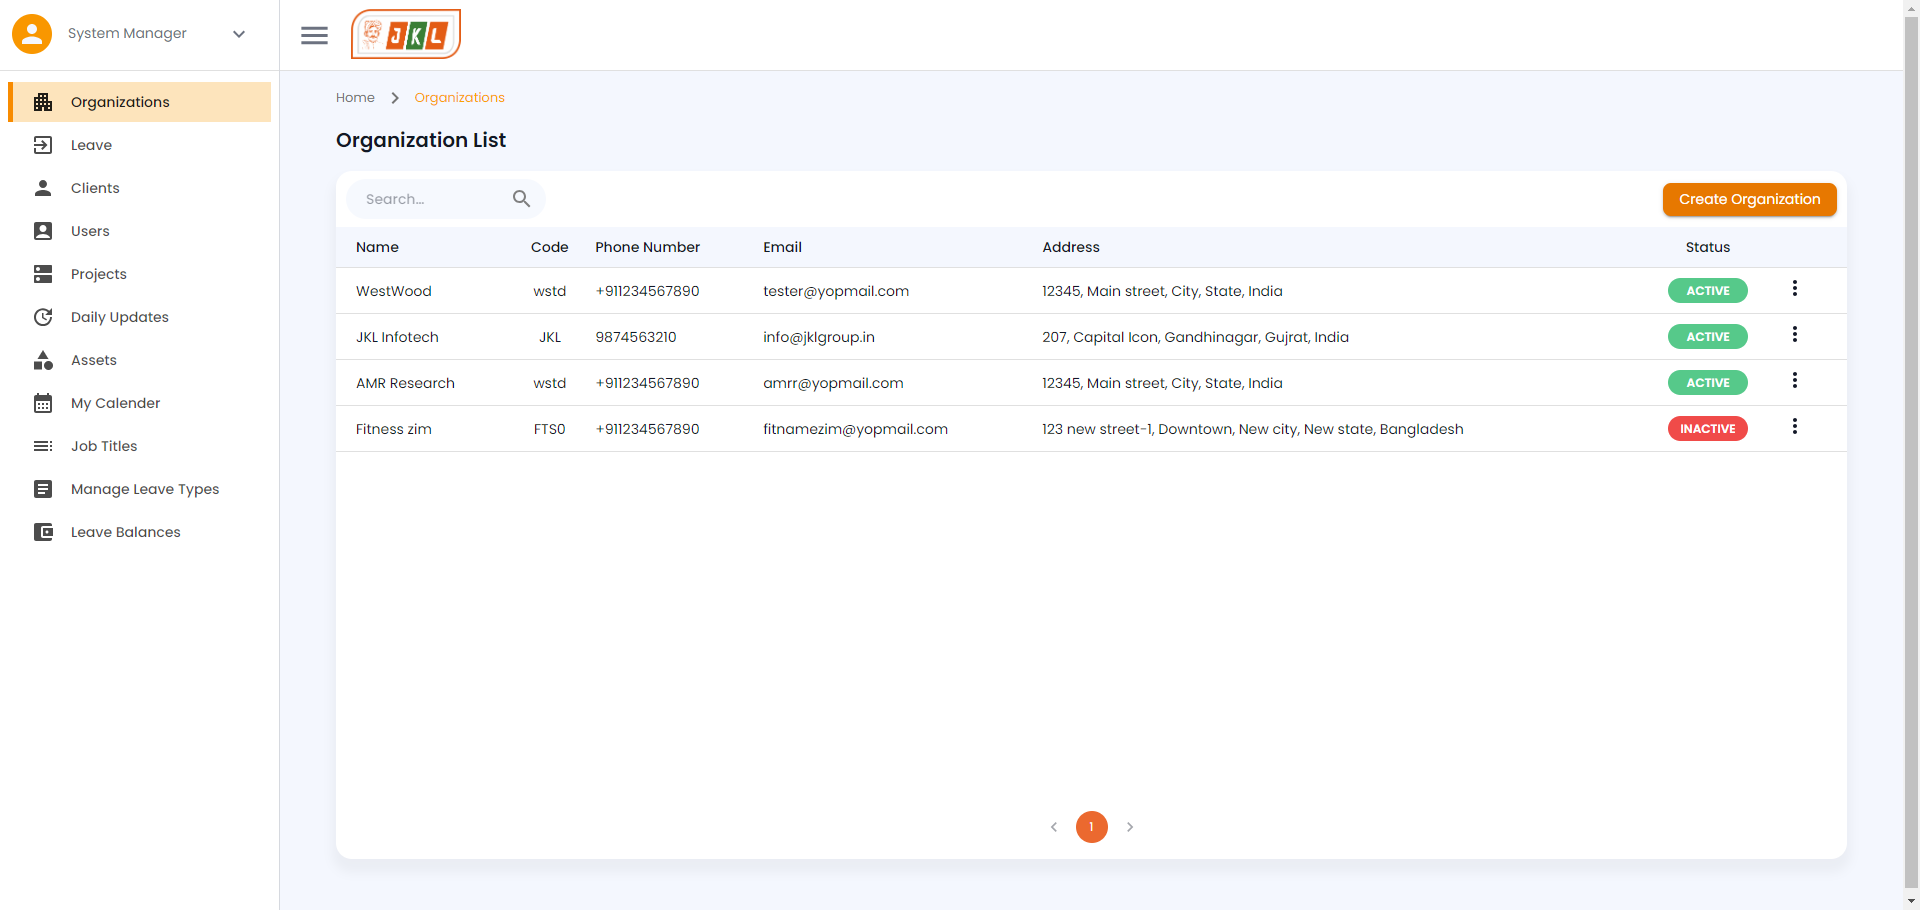 System Manager
JKL
Organizations
Leave
Clients
Users
Projects
Daily Updates
Assets
My Calender
Job Titles
Manage Leave Types
Leave Balances
Home > Organizations
Organization List
Search...
Create Organization
Name Code Phone Number Email Address Status
WestWood wstd +911234567890 tester@yopmail.com 12345, Main street, City, State, India ACTIVE
JKL Infotech JKL 9874563210 info@jklgroup.in 207, Capital Icon, Gandhinagar, Gujrat, India ACTIVE
AMR Research wstd +911234567890 amrr@yopmail.com 12345, Main street, City, State, India ACTIVE
Fitness zim FTS0 +911234567890 fitnamezim@yopmail.com 123 new street-1, Downtown, New city, New state, Bangladesh INACTIVE
1